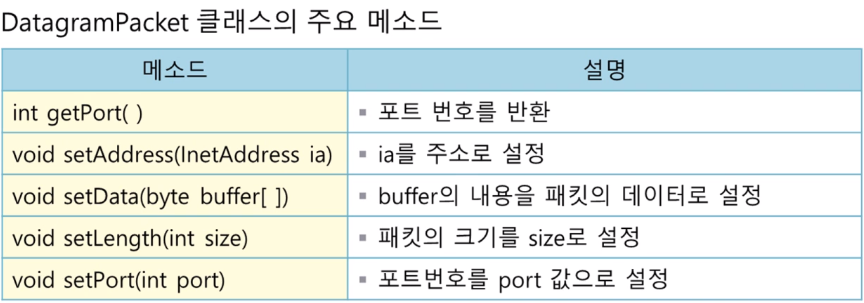 DatagramPacket 클래스의 주요 메소드
메소드 설명
int getPort( ) ▪ 포트 번호를 반환
void setAddress(InetAddress ia) ▪ ia를 주소로 설정
void setData(byte buffer[ ]) ▪ buffer의 내용을 패킷의 데이터로 설정
void setLength(int size) ▪ 패킷의 크기를 size로 설정
void setPort(int port) ▪ 포트번호를 port 값으로 설정